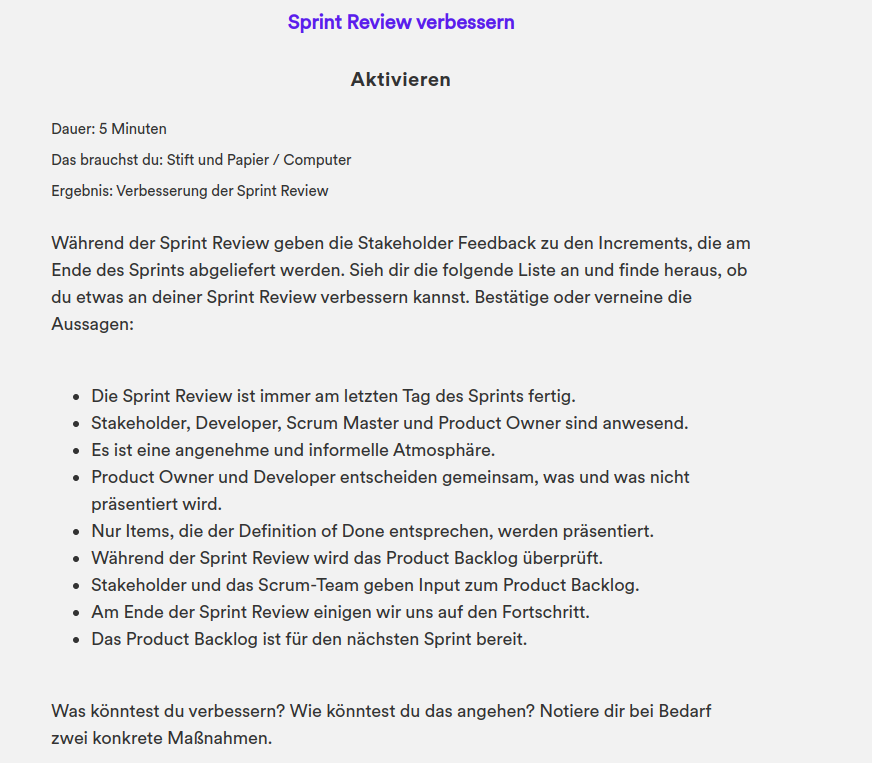 Sprint Review verbessern
Aktivieren
Dauer: 5 Minuten
Das brauchst du: Stift und Papier / Computer
Ergebnis: Verbesserung der Sprint Review
Während der Sprint Review geben die Stakeholder Feedback zu den Increments, die am
Ende des Sprints abgeliefert werden. Sieh dir die folgende Liste an und finde heraus, ob
du etwas an deiner Sprint Review verbessern kannst. Bestätige oder verneine die
Aussagen:
• Die Sprint Review ist immer am letzten Tag des Sprints fertig.
• Stakeholder, Developer, Scrum Master und Product Owner sind anwesend.
• Es ist eine angenehme und informelle Atmosphäre.
• Product Owner und Developer entscheiden gemeinsam, was und was nicht
präsentiert wird.
• Nur Items, die der Definition of Done entsprechen, werden präsentiert.
• Während der Sprint Review wird das Product Backlog überprüft.
• Stakeholder und das Scrum-Team geben Input zum Product Backlog.
• Am Ende der Sprint Review einigen wir uns auf den Fortschritt.
• Das Product Backlog ist für den nächsten Sprint bereit.
Was könntest du verbessern? Wie könntest du das angehen? Notiere dir bei Bedarf
zwei konkrete Maßnahmen.